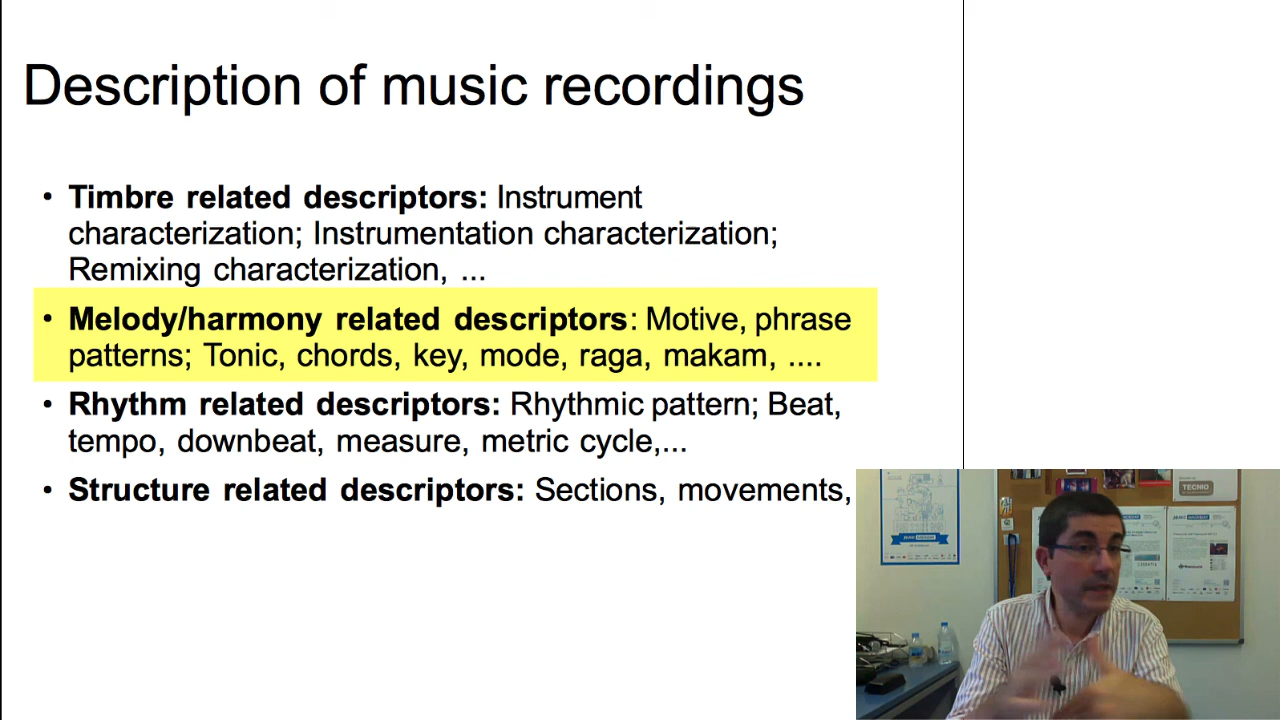 Description of music recordings
• Timbre related descriptors: Instrument
characterization; Instrumentation characterization;
Remixing characterization, ...
• Melody/harmony related descriptors: Motive, phrase
patterns; Tonic, chords, key, mode, raga, makam, ....
• Rhythm related descriptors: Rhythmic pattern; Beat,
tempo, downbeat, measure, metric cycle,...
• Structure related descriptors: Sections, movements,
TECNIO